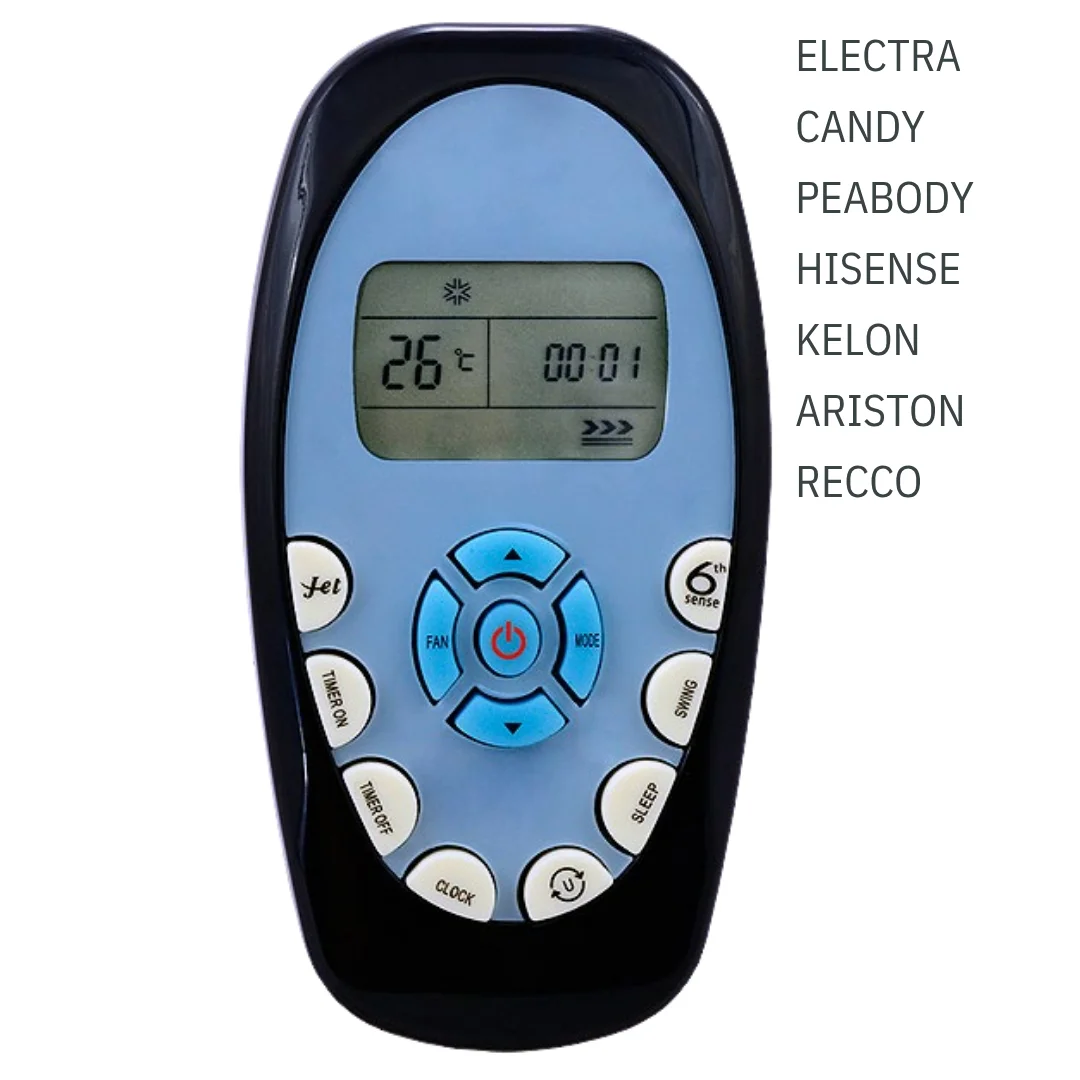 ELECTRA
CANDY
PEABODY
HISENSE
KELON
ARISTON
RECCO
26 °C 00:01
Jet
6th sense
FAN
MODE
TIMER ON
SWING
TIMER OFF
SLEEP
CLOCK
U